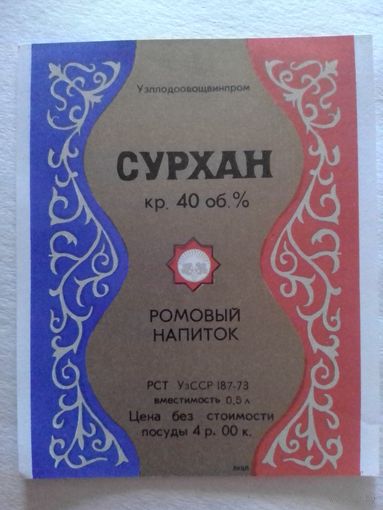 Узплодоовощвинпром
СУРХАН
кр. 40 об.%
РОМОВЫЙ
НАПИТОК
РСТ УзССР 187-73
вместимость 0,5 л
Цена без стоимости
посуды 4 р. 00 к.